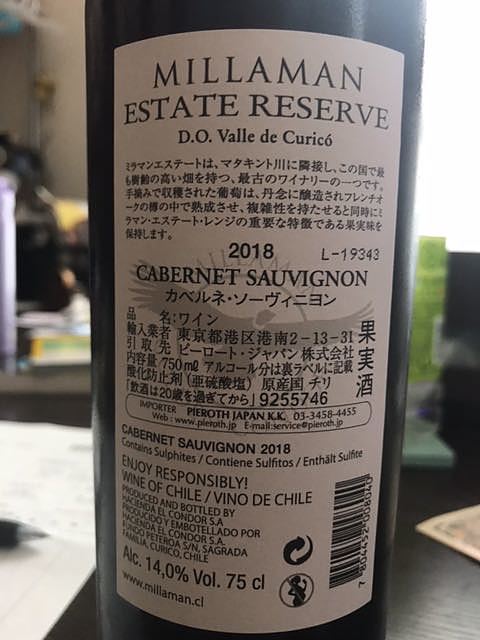 MILLAMAN
ESTATE RESERVE
D.O. Valle de Curicó
ミラマンエステートは、マタキント川に隣接し、この国で最
も樹齢の高い畑を持つ、最古のワイナリーの一つです。
手摘みで収穫された葡萄は、丹念に醸造されフレンチオ
ークの樽の中で熟成させ、複雑性を持たせると同時にミ
ラマン・エステート・レンジの重要な特徴である果実味を
保持します。
2018 L-19343
MILLAMAN
CABERNET SAUVIGNON
カベルネ・ソーヴィニヨン
品 名:ワイン
輸入業者 東京都港区港南2-13-31
引取先 ピーロート・ジャパン株式会社
内容量 750mℓ アルコール分は裏ラベルに記載
酸化防止剤(亜硫酸塩) 原産国 チリ
「飲酒は20歳を過ぎてから」9255746
果実酒
IMPORTER PIEROTH JAPAN K.K. 03-3458-4455
Web : www.pieroth.jp E-mail:service@pieroth.jp
CABERNET SAUVIGNON 2018
Contains Sulphites / Contiene Sulfitos / Enthält Sulfite
ENJOY RESPONSIBLY!
WINE OF CHILE / VINO DE CHILE
PRODUCED AND BOTTLED BY
HACIENDA EL CONDOR S.A
PRODUCIDO Y EMBOTELLADO POR
HACIENDA EL CONDOR S.A.
FUNDO PETEROA, S/N, SAGRADA
FAMILIA, CURICO, CHILE
Alc. 14,0% Vol. 75 cl
www.millaman.cl
7 804452 008040